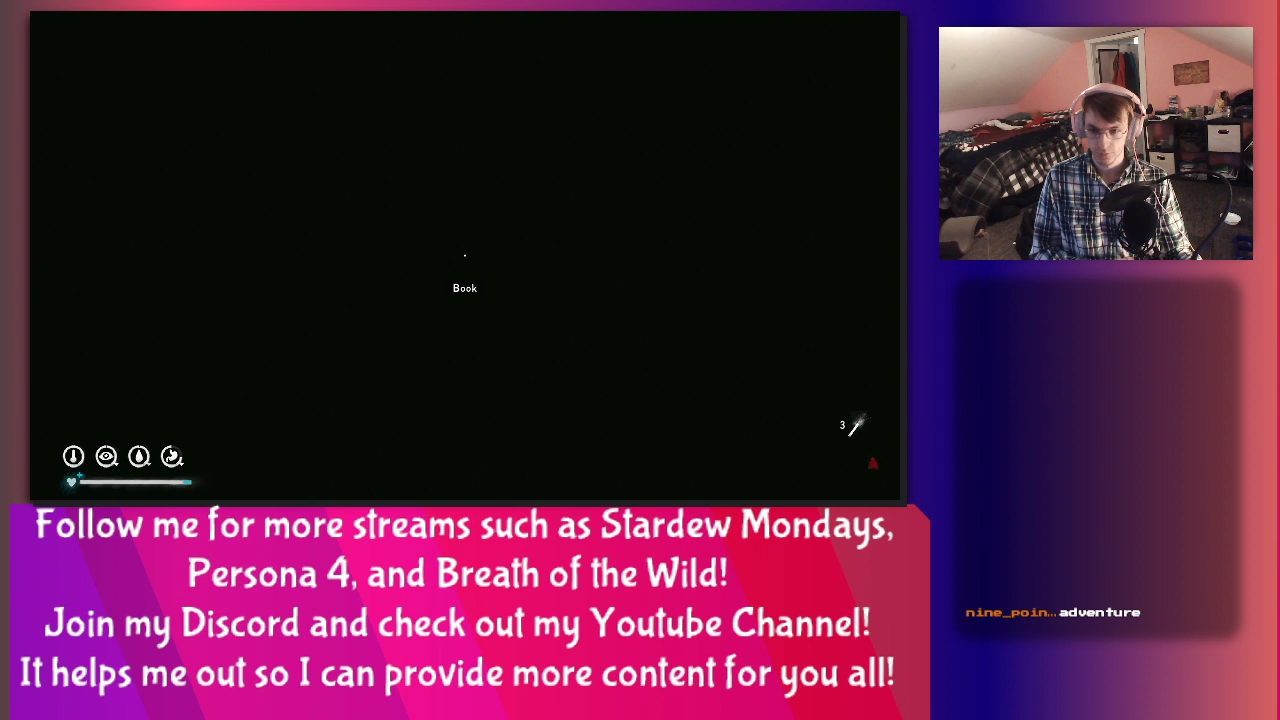 Book
3
Follow me for more streams such as Stardew Mondays,
Persona 4, and Breath of the Wild!
Join my Discord and check out my Youtube Channel!
It helps me out so I can provide more content for you all!
nine_poin… adventure